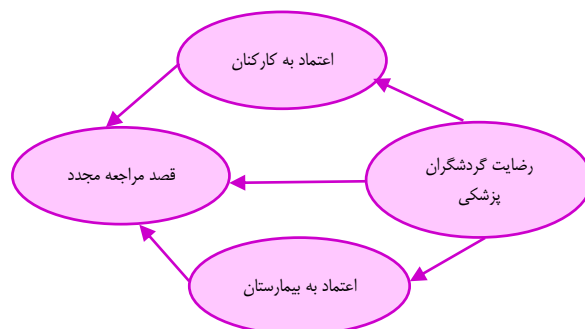 اعتماد به کارکنان
رضایت گردشگران
پزشکی
قصد مراجعه مجدد
اعتماد به بیمارستان